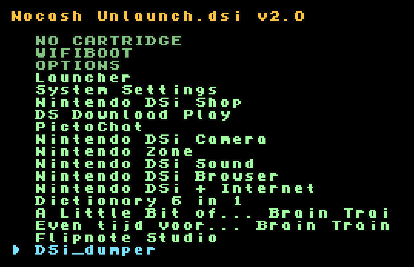 Nocash Unlaunch.dsi v2.0
NO CARTRIDGE
WIFIBOOT
OPTIONS
Launcher
System Settings
Nintendo DSi Shop
DS Download Play
PictoChat
Nintendo DSi Camera
Nintendo Zone
Nintendo DSi Sound
Nintendo DSi Browser
Nintendo DSi + Internet
Dictionary 6 in 1
A Little Bit of... Brain Trai
Even tijd voor... Brain Train
Flipnote Studio
DSi_dumper